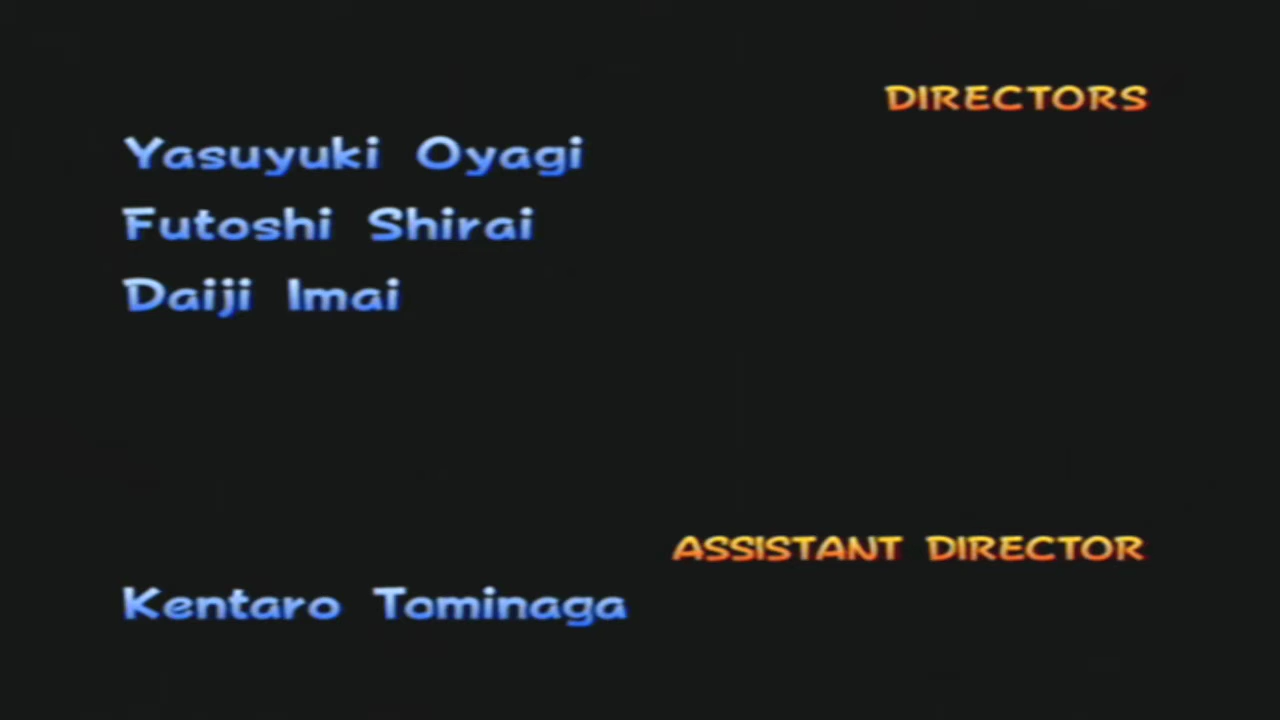 DIRECTORS
Yasuyuki Oyagi
Futoshi Shirai
Daiji Imai
ASSISTANT DIRECTOR
Kentaro Tominaga